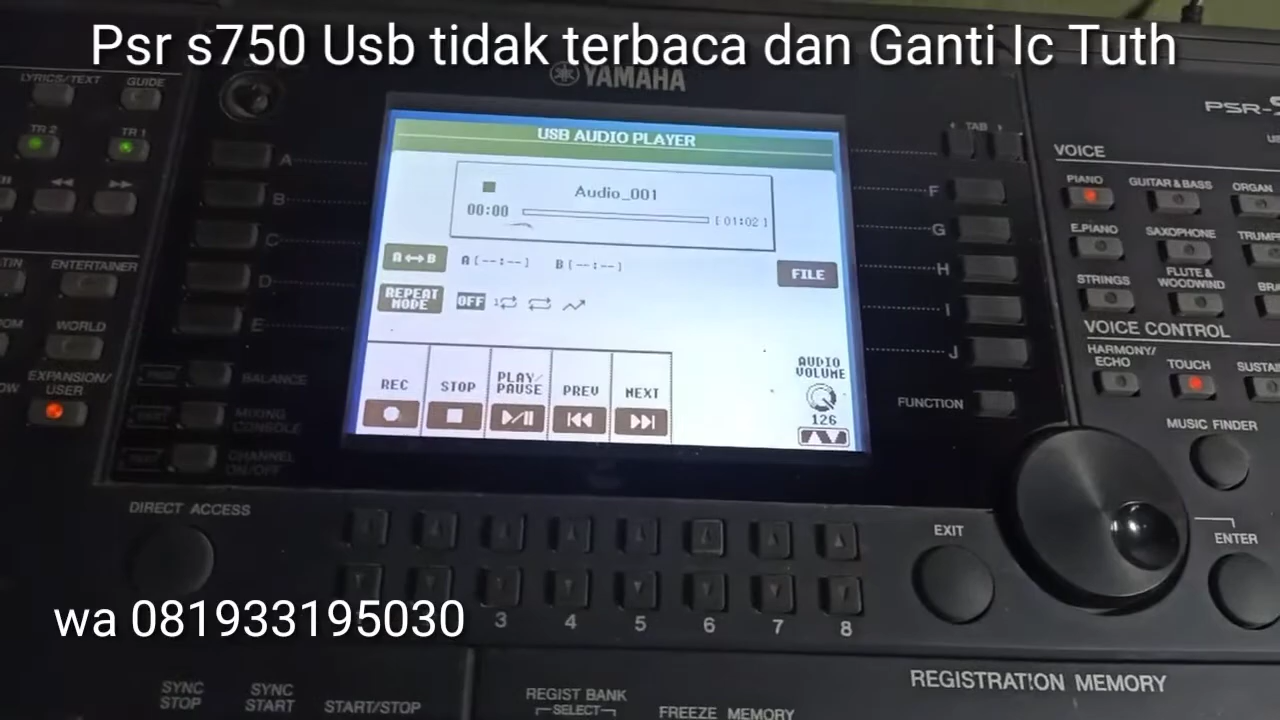 Psr s750 Usb tidak terbaca dan Ganti Ic Tuth
YAMAHA
LYRICS/TEXT
GUIDE
PSR-
TR 2
TR 1
TAB
USB AUDIO PLAYER
Audio_001
00:00
[ 01:02 ]
A↔B
A[--:--]
B[--:--]
FILE
REPEAT
MODE
OFF
1
REC
STOP
PLAY/
PAUSE
PREV
NEXT
AUDIO
VOLUME
126
A
B
C
D
E
F
G
H
I
J
VOICE
PIANO
GUITAR & BASS
ORGAN
E.PIANO
SAXOPHONE
STRINGS
FLUTE &
WOODWIND
VOICE CONTROL
HARMONY/
ECHO
TOUCH
ENTERTAINER
WORLD
EXPANSION/
USER
BALANCE
MIXING
CONSOLE
CHANNEL
ON/OFF
FUNCTION
MUSIC FINDER
DIRECT ACCESS
EXIT
ENTER
wa 081933195030
3
4
5
6
7
8
SYNC
STOP
SYNC
START
START/STOP
REGIST BANK
SELECT
FREEZE MEMORY
REGISTRATION MEMORY